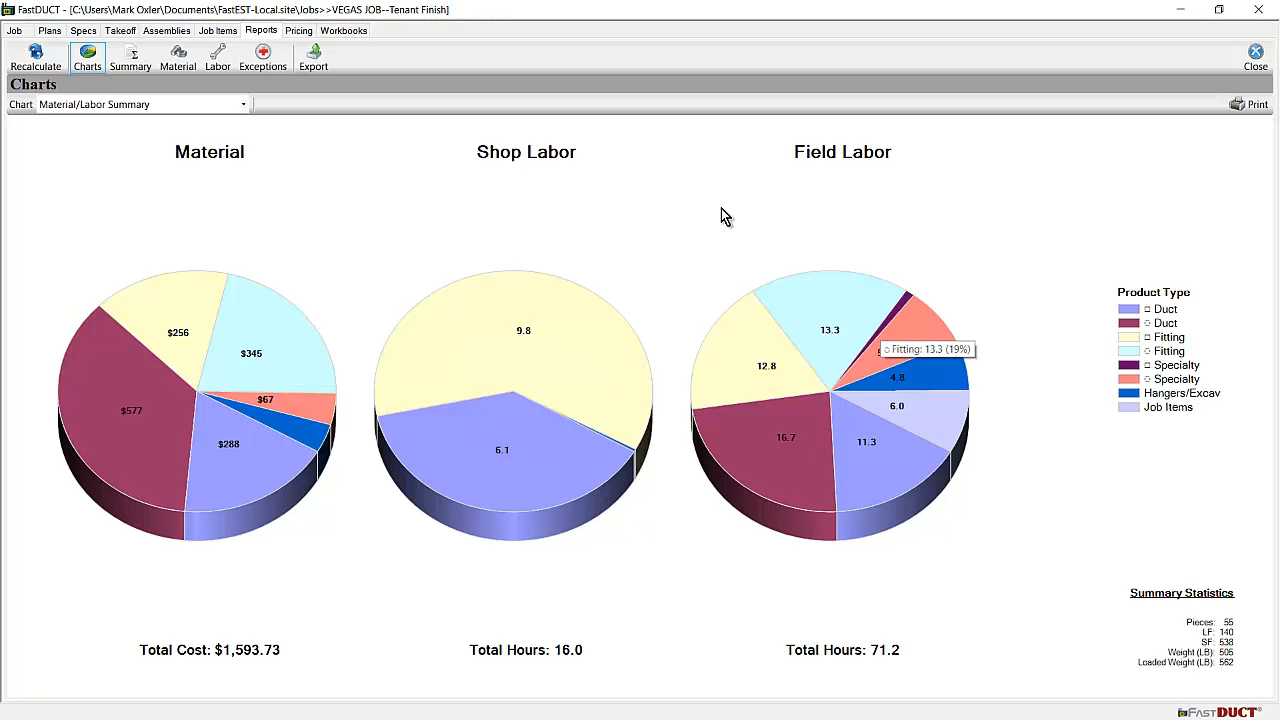 FastDUCT - [C:\Users\Mark Oxler\Documents\FastEST-Local.site\Jobs>>VEGAS JOB--Tenant Finish]
Job Plans Specs Takeoff Assemblies Job Items Reports Pricing Workbooks
Recalculate Charts Summary Material Labor Exceptions Export Close
Charts
Chart Material/Labor Summary Print
Material Shop Labor Field Labor
$256
$345
$577
$67
$288
9.8
6.1
13.3
12.8
○ Fitting: 13.3 (19%)
4.8
6.0
16.7
11.3
Product Type
□ Duct
○ Duct
□ Fitting
○ Fitting
□ Specialty
○ Specialty
Hangers/Excav
Job Items
Summary Statistics
Pieces: 55
LF: 140
SF: 538
Weight (LB): 505
Loaded Weight (LB): 562
Total Cost: $1,593.73 Total Hours: 16.0 Total Hours: 71.2
FASTDUCT®